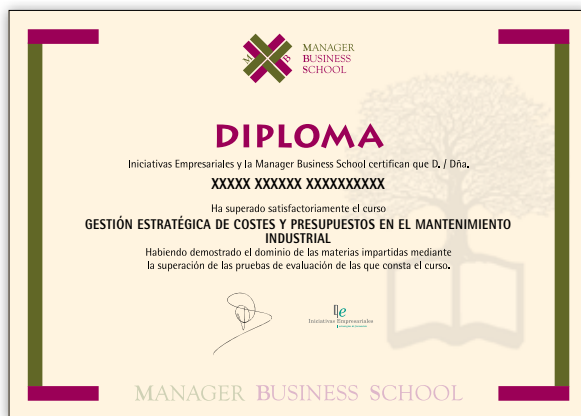 M B
MANAGER
BUSINESS
SCHOOL
DIPLOMA
Iniciativas Empresariales y la Manager Business School certifican que D. / Dña.
XXXXX XXXXXX XXXXXXXXXX
Ha superado satisfactoriamente el curso
GESTIÓN ESTRATÉGICA DE COSTES Y PRESUPUESTOS EN EL MANTENIMIENTO
INDUSTRIAL
Habiendo demostrado el dominio de las materias impartidas mediante
la superación de las pruebas de evaluación de las que consta el curso.
Ie
Iniciativas Empresariales
MANAGER BUSINESS SCHOOL